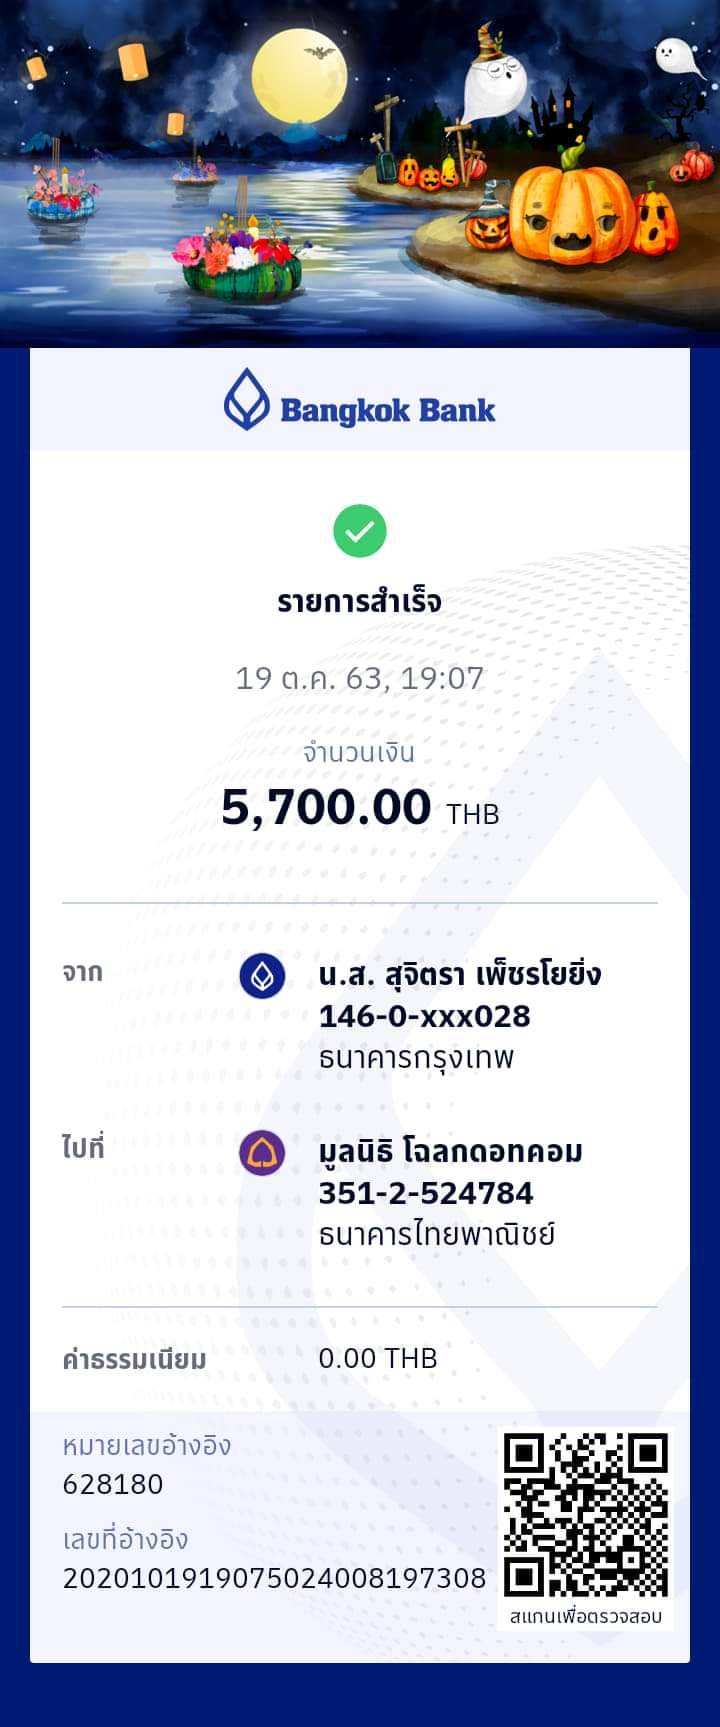 Bangkok Bank
รายการสำเร็จ
19 ต.ค. 63, 19:07
จำนวนเงิน
5,700.00 THB
จาก
น.ส. สุจิตรา เพ็ชรโยยิ่ง
146-0-xxx028
ธนาคารกรุงเทพ
ไปที่
มูลนิธิ โฉลกดอทคอม
351-2-524784
ธนาคารไทยพาณิชย์
ค่าธรรมเนียม 0.00 THB
หมายเลขอ้างอิง
628180
เลขที่อ้างอิง
2020101919075024008197308
สแกนเพื่อตรวจสอบ